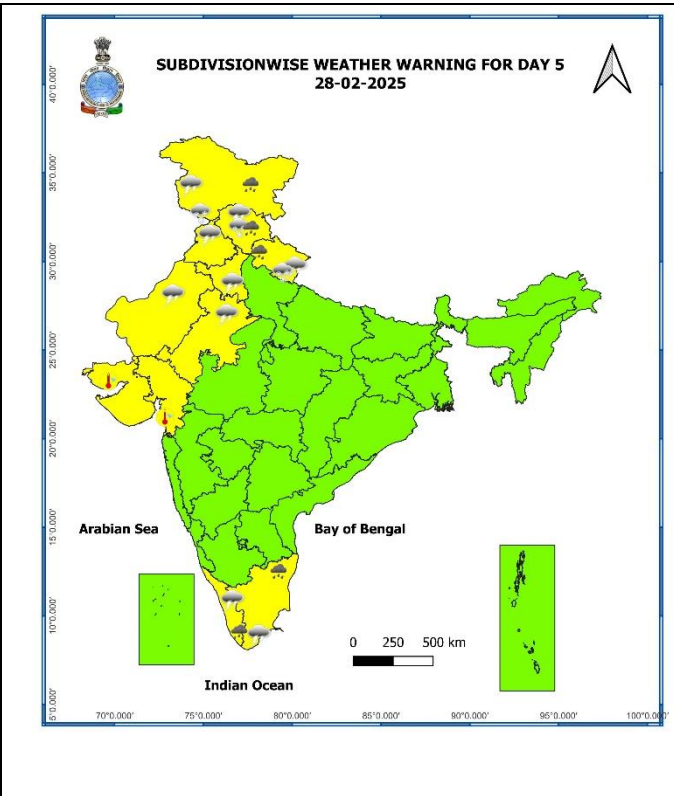 SUBDIVISIONWISE WEATHER WARNING FOR DAY 5
28-02-2025
40°0.000'
35°0.000'
30°0.000'
25°0.000'
20°0.000'
15°0.000'
10°0.000'
5°0.000'
Arabian Sea
Bay of Bengal
0 250 500 km
Indian Ocean
70°0.000' 75°0.000' 80°0.000' 85°0.000' 90°0.000' 95°0.000' 100°0.000'